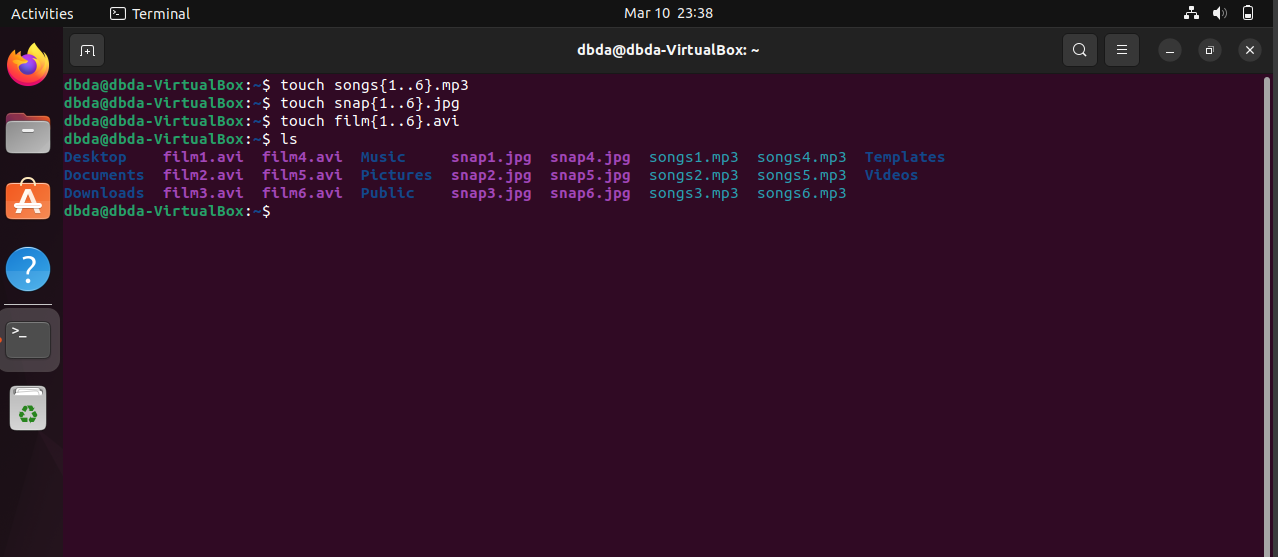 Activities Terminal Mar 10 23:38
dbda@dbda-VirtualBox: ~
dbda@dbda-VirtualBox:~$ touch songs{1..6}.mp3
dbda@dbda-VirtualBox:~$ touch snap{1..6}.jpg
dbda@dbda-VirtualBox:~$ touch film{1..6}.avi
dbda@dbda-VirtualBox:~$ ls
Desktop    film1.avi  film4.avi  Music     snap1.jpg  snap4.jpg  songs1.mp3  songs4.mp3  Templates
Documents  film2.avi  film5.avi  Pictures  snap2.jpg  snap5.jpg  songs2.mp3  songs5.mp3  Videos
Downloads  film3.avi  film6.avi  Public    snap3.jpg  snap6.jpg  songs3.mp3  songs6.mp3
dbda@dbda-VirtualBox:~$